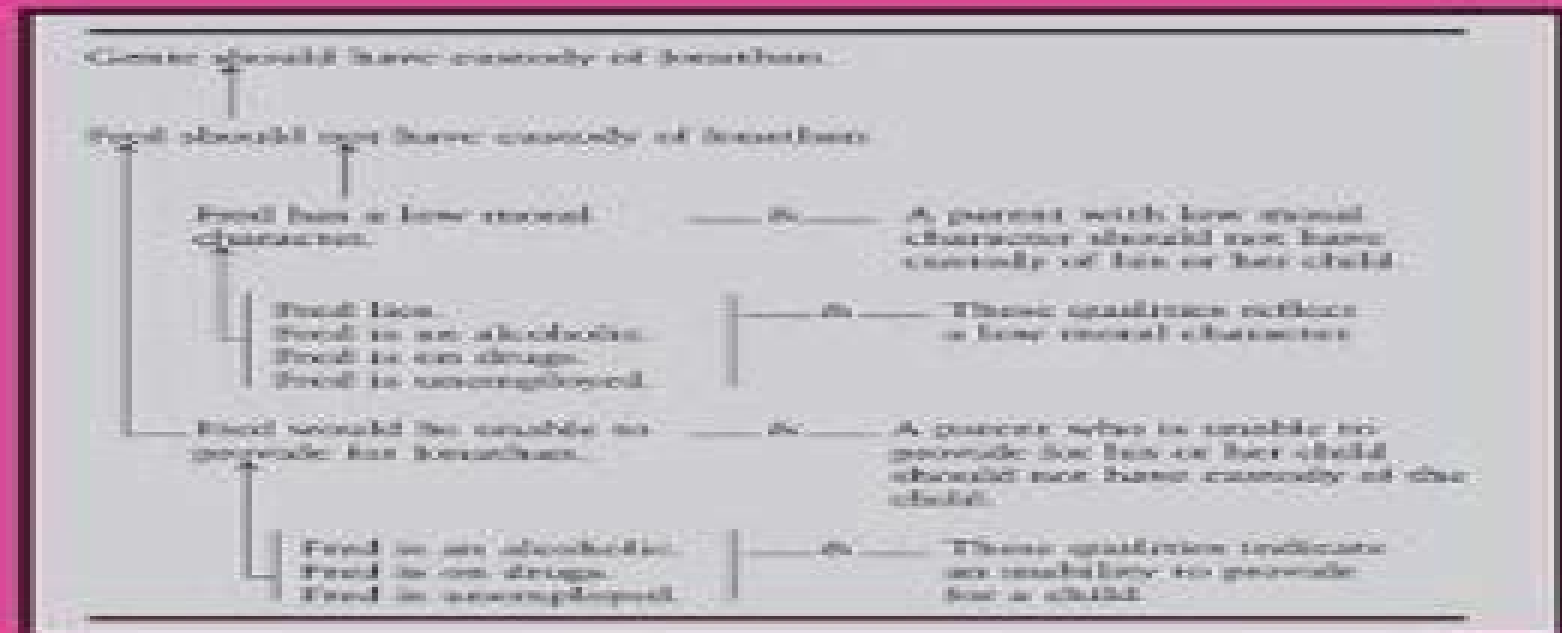 should have custody of Jonathan.
Fred should not have custody of Jonathan
Fred has a low moral & A parent with low moral
character. character should not have
custody of his or her child.
Fred lies. & These qualities reflect
Fred is an alcoholic. a low moral character
Fred is on drugs.
Fred is unemployed.
Fred would be unable to & A parent who is unable to
provide for Jonathan. provide for his or her child
should not have custody of the
child.
Fred is an alcoholic. & These qualities indicate
Fred is on drugs. an inability to provide
Fred is unemployed. for a child.